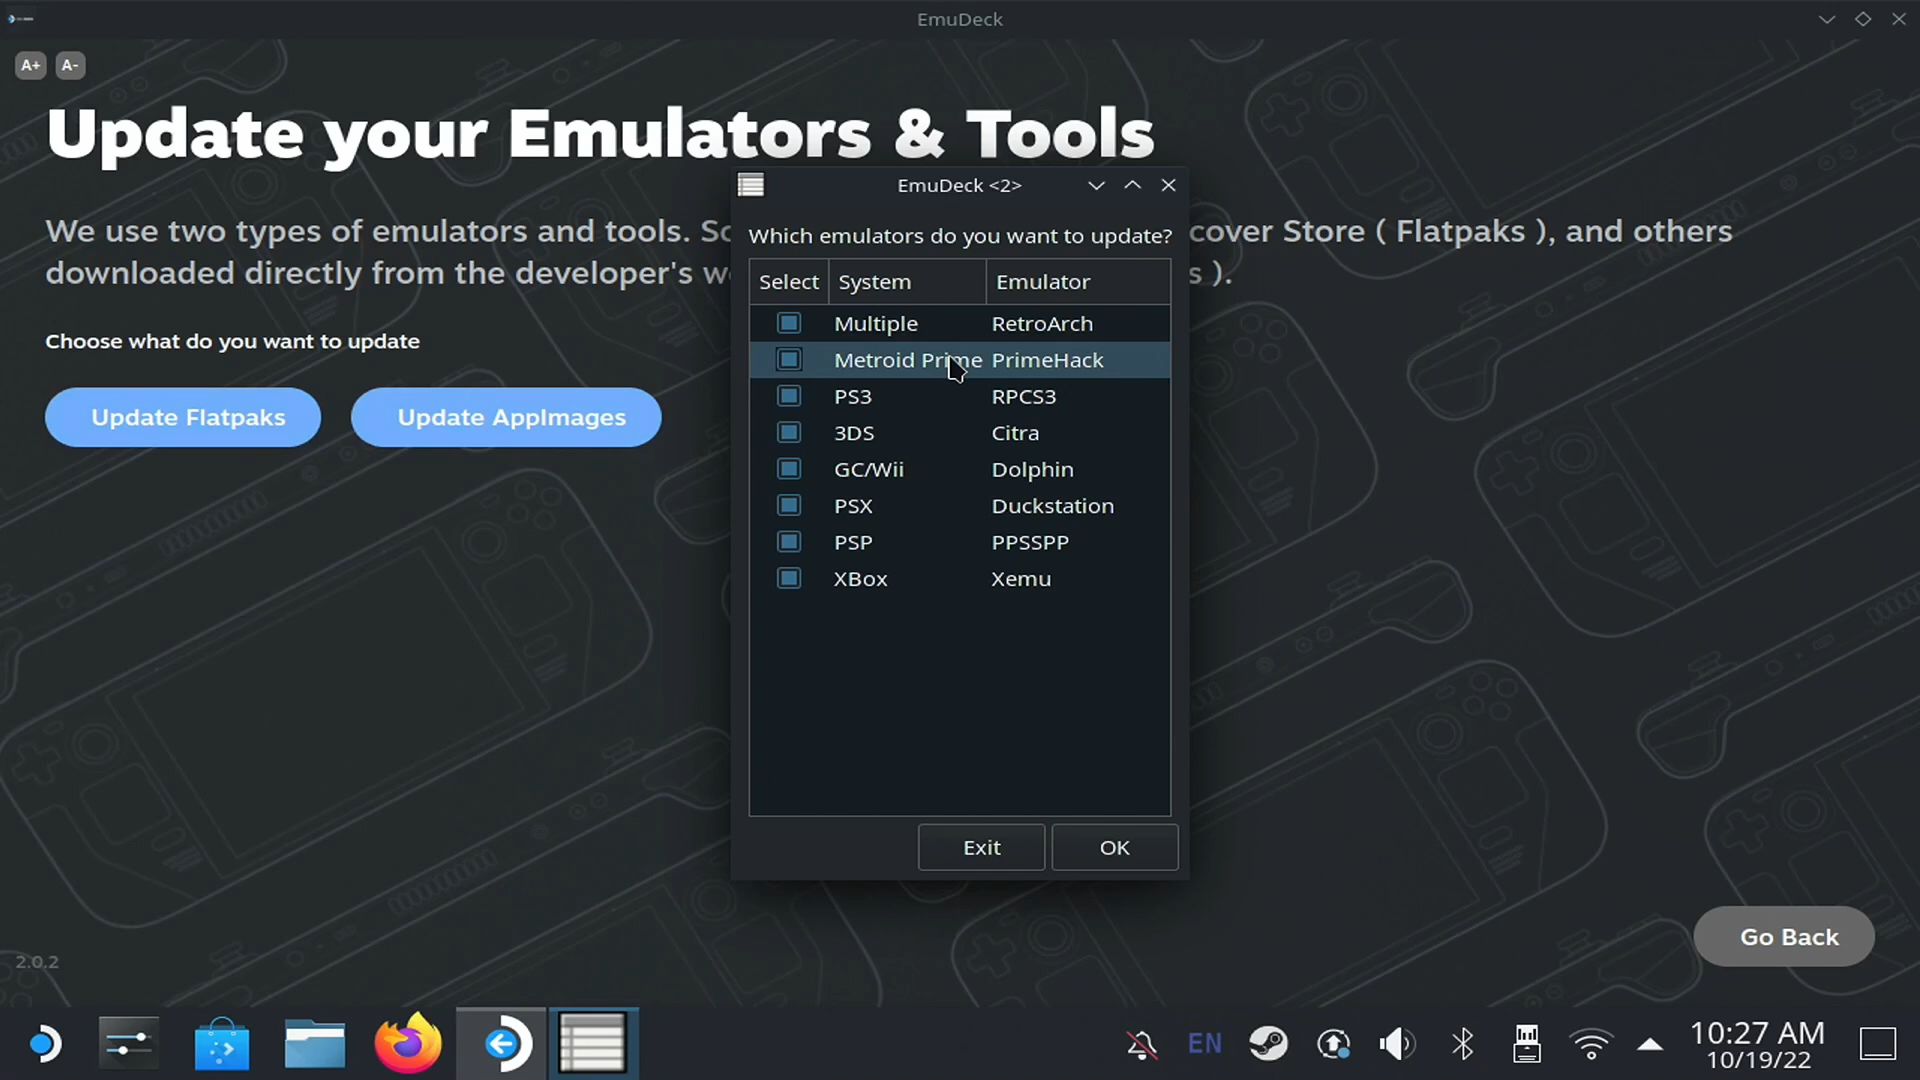 EmuDeck
A+ A-
Update your Emulators & Tools
We use two types of emulators and tools. So cover Store ( Flatpaks ), and others
downloaded directly from the developer's we s ).
Choose what do you want to update
Update Flatpaks Update AppImages
EmuDeck <2>
Which emulators do you want to update?
Select System Emulator
Multiple RetroArch
Metroid Prime PrimeHack
PS3 RPCS3
3DS Citra
GC/Wii Dolphin
PSX Duckstation
PSP PPSSPP
XBox Xemu
Exit OK
Go Back
2.0.2
EN
10:27 AM
10/19/22